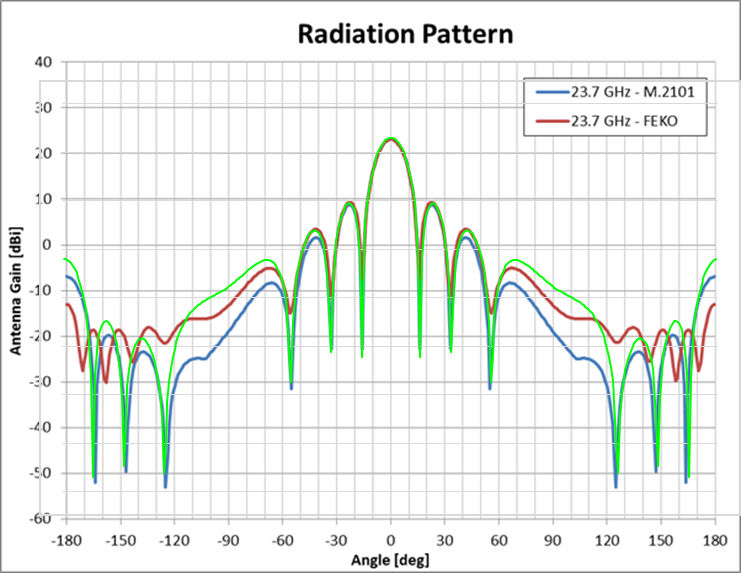 Radiation Pattern
40
30
20
10
0
-10
-20
-30
-40
-50
-60
Antenna Gain [dBi]
23.7 GHz - M.2101
23.7 GHz - FEKO
-180 -150 -120 -90 -60 -30 0 30 60 90 120 150 180
Angle [deg]